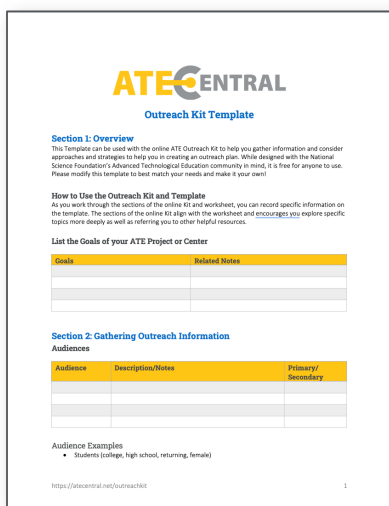 ATECENTRAL
Outreach Kit Template
Section 1: Overview
This Template can be used with the online ATE Outreach Kit to help you gather information and consider
approaches and strategies to help you in creating an outreach plan. While designed with the National
Science Foundation's Advanced Technological Education community in mind, it is free for anyone to use.
Please modify this template to best match your needs and make it your own!
How to Use the Outreach Kit and Template
As you work through the sections of the online Kit and worksheet, you can record specific information on
the template. The sections of the online Kit align with the worksheet and encourages you explore specific
topics more deeply as well as referring you to other helpful resources.
List the Goals of your ATE Project or Center
Goals Related Notes
Section 2: Gathering Outreach Information
Audiences
Audience Description/Notes Primary/
Secondary
Audience Examples
• Students (college, high school, returning, female)
https://atecentral.net/outreachkit 1